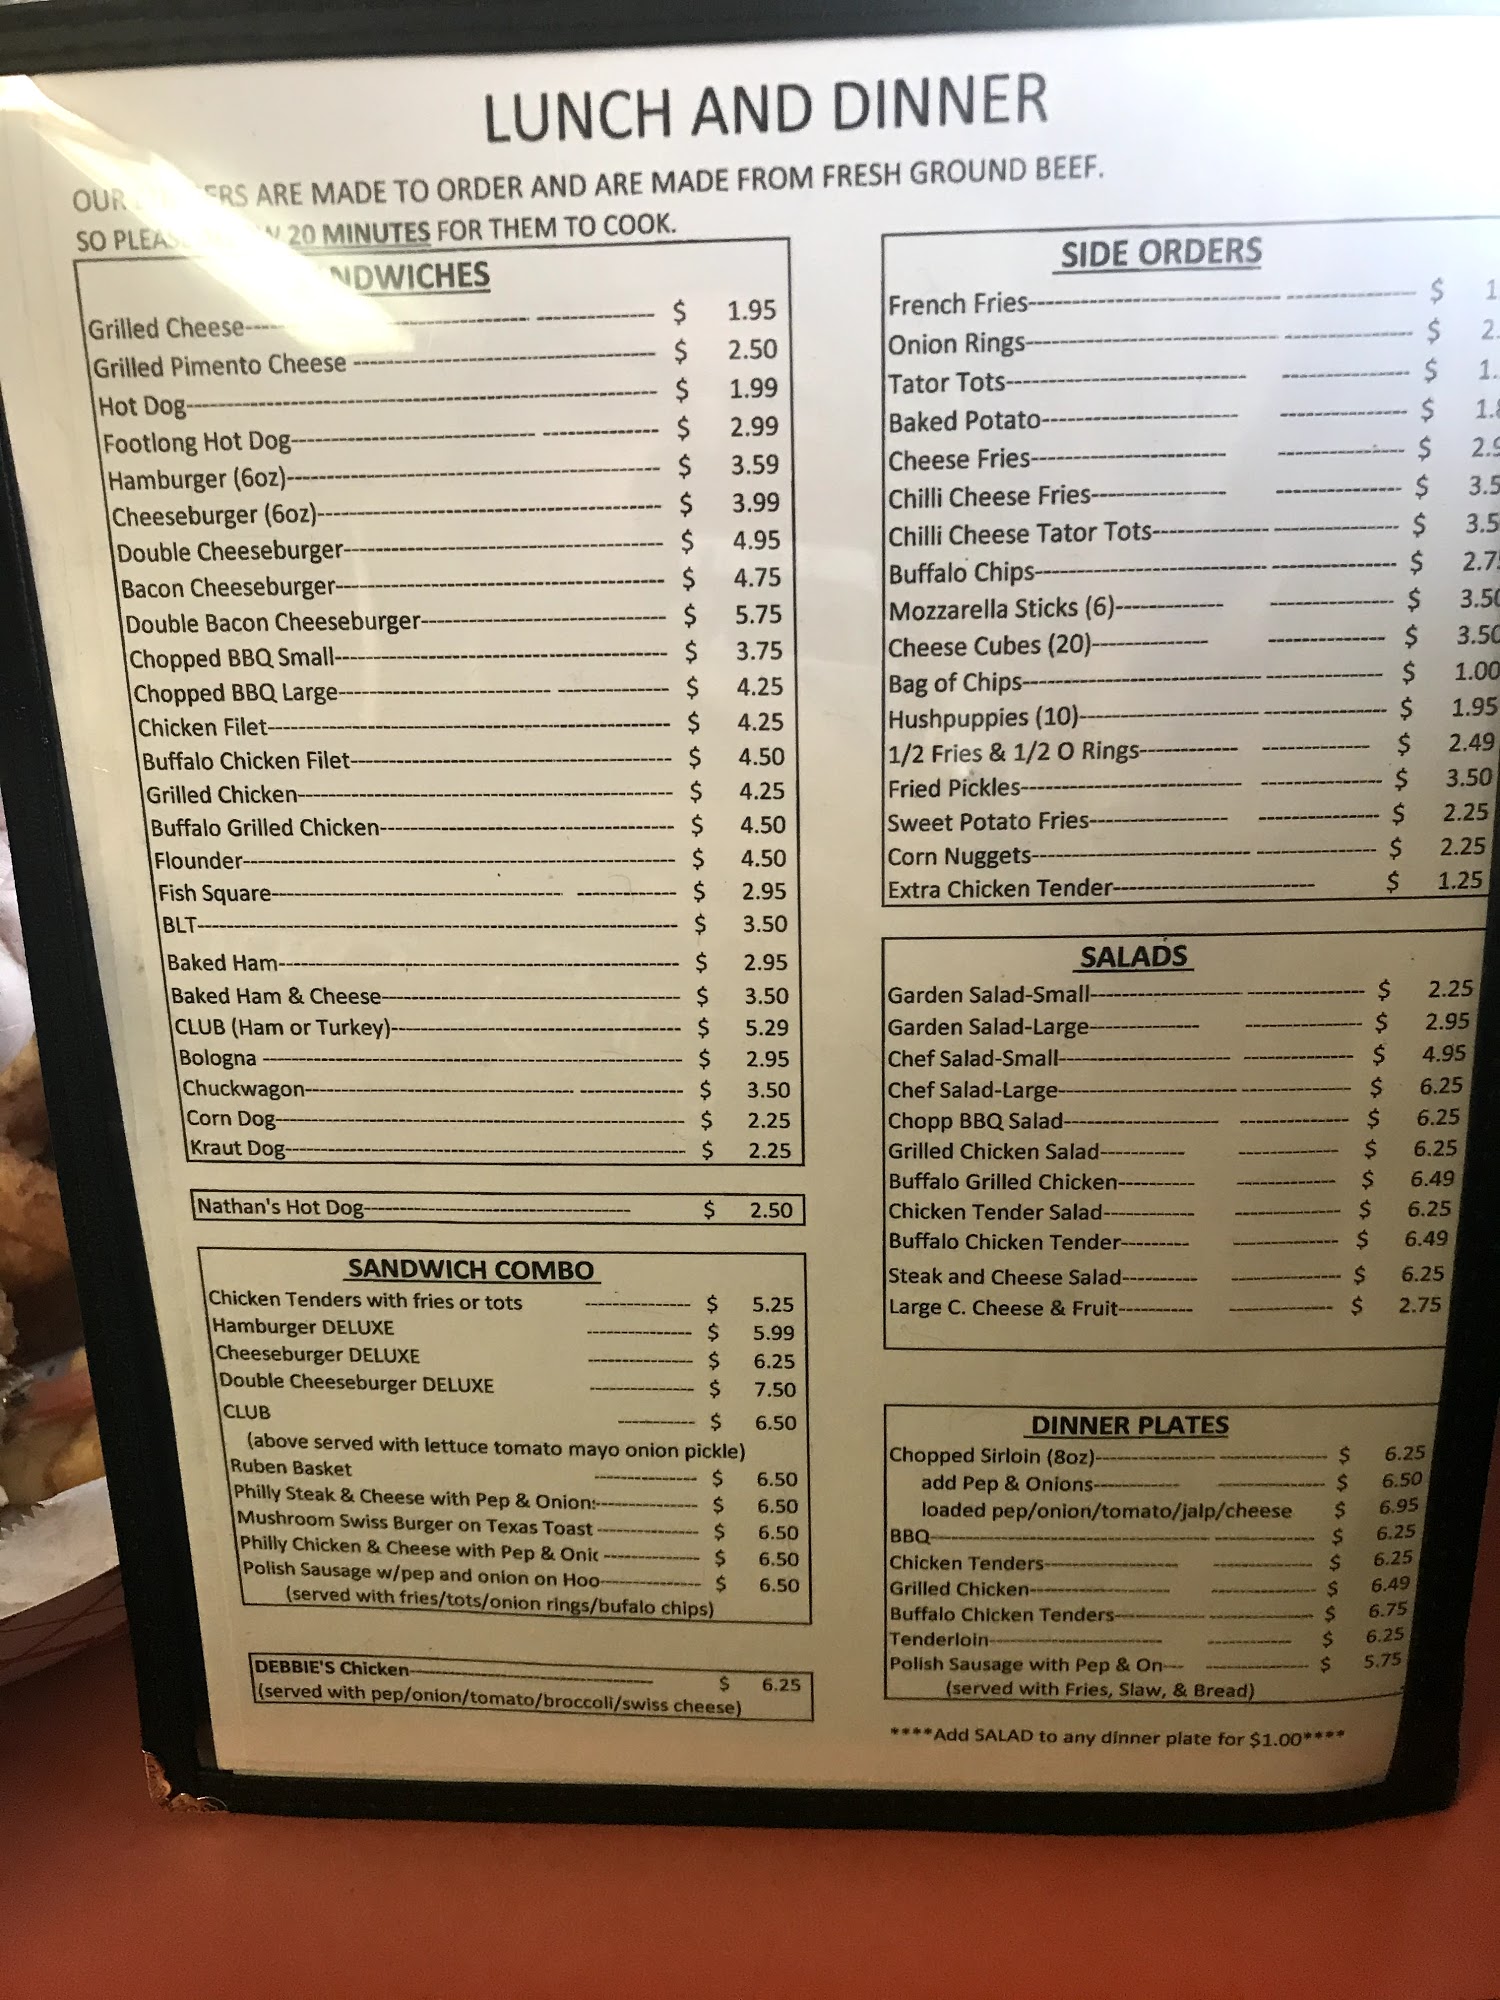 LUNCH AND DINNER
OUR ARE MADE TO ORDER AND ARE MADE FROM FRESH GROUND BEEF.
SO 20 MINUTES FOR THEM TO COOK.
Grilled Cheese $ 1.95
Grilled Pimento Cheese $ 2.50
Hot Dog $ 1.99
Footlong Hot Dog $ 2.99
Hamburger (6oz) $ 3.59
Cheeseburger (6oz) $ 3.99
Double Cheeseburger $ 4.95
Bacon Cheeseburger $ 4.75
Double Bacon Cheeseburger $ 5.75
Chopped BBQ Small $ 3.75
Chopped BBQ Large $ 4.25
Chicken Filet $ 4.25
Buffalo Chicken Filet $ 4.50
Grilled Chicken $ 4.25
Buffalo Grilled Chicken $ 4.50
Flounder $ 4.50
Fish Square $ 2.95
BLT $ 3.50
Baked Ham $ 2.95
Baked Ham & Cheese $ 3.50
CLUB (Ham or Turkey) $ 5.29
Bologna $ 2.95
Chuckwagon $ 3.50
Corn Dog $ 2.25
Kraut Dog $ 2.25
Nathan's Hot Dog $ 2.50
SANDWICH COMBO
Chicken Tenders with fries or tots $ 5.25
Hamburger DELUXE $ 5.99
Cheeseburger DELUXE $ 6.25
Double Cheeseburger DELUXE $ 7.50
CLUB $ 6.50
(above served with lettuce tomato mayo onion pickle)
Ruben Basket $ 6.50
Philly Steak & Cheese with Pep & Onion: $ 6.50
Mushroom Swiss Burger on Texas Toast $ 6.50
Philly Chicken & Cheese with Pep & Onic $ 6.50
Polish Sausage w/pep and onlon on Hoo $ 6.50
(served with fries/tots/onion rings/bufalo chips)
DEBBIE'S Chicken $ 6.25
(served with pep/onion/tomato/broccoli/swiss cheese)
SIDE ORDERS
French Fries $
Onion Rings $
Tator Tots $
Baked Potato $
Cheese Fries $
Chilli Cheese Fries $
Chilli Cheese Tator Tots $
Buffalo Chips $
Mozzarella Sticks (6) $ 3.50
Cheese Cubes (20) $ 3.50
Bag of Chips $ 1.00
Hushpuppies (10) $ 1.95
1/2 Fries & 1/2 O Rings $ 2.49
Fried Pickles $ 3.50
Sweet Potato Fries $ 2.25
Corn Nuggets $ 2.25
Extra Chicken Tender $ 1.25
SALADS
Garden Salad-Small $ 2.25
Garden Salad-Large $ 2.95
Chef Salad-Small $ 4.95
Chef Salad-Large $ 6.25
Chopp BBQ Salad $ 6.25
Grilled Chicken Salad $ 6.25
Buffalo Grilled Chicken $ 6.49
Chicken Tender Salad $ 6.25
Buffalo Chicken Tender $ 6.49
Steak and Cheese Salad $ 6.25
Large C. Cheese & Fruit $ 2.75
DINNER PLATES
Chopped Sirloin (8oz) $ 6.25
add Pep & Onions $ 6.50
loaded pep/onion/tomato/jalp/cheese $ 6.95
BBQ $ 6.25
Chicken Tenders $ 6.25
Grilled Chicken $ 6.49
Buffalo Chicken Tenders $ 6.75
Tenderloin $ 6.25
Polish Sausage with Pep & On $ 5.75
(served with Fries, Slaw, & Bread)
****Add SALAD to any dinner plate for $1.00****